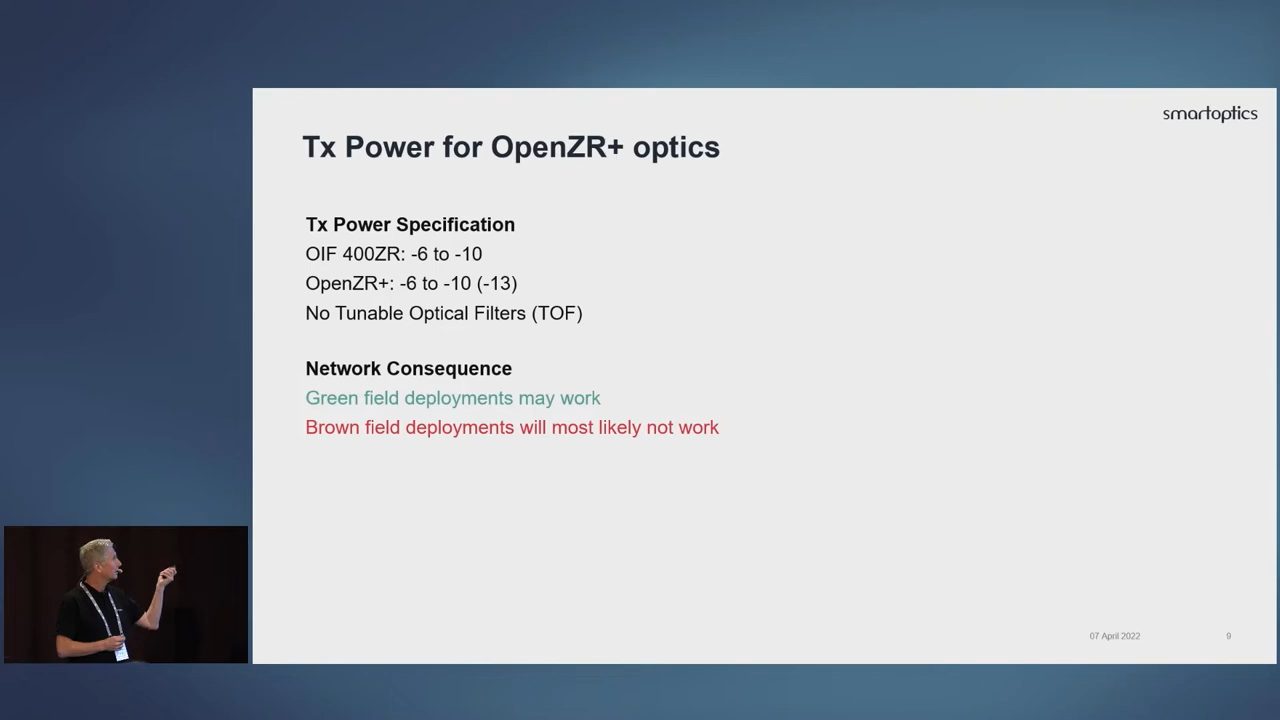 smartoptics
Tx Power for OpenZR+ optics
Tx Power Specification
OIF 400ZR: -6 to -10
OpenZR+: -6 to -10 (-13)
No Tunable Optical Filters (TOF)
Network Consequence
Green field deployments may work
Brown field deployments will most likely not work
07 April 2022
9